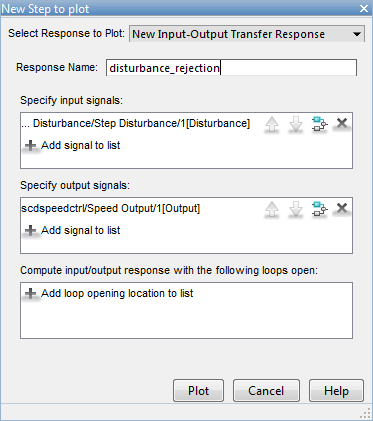 New Step to plot
Select Response to Plot: New Input-Output Transfer Response
Response Name: disturbance_rejection
Specify input signals:
... Disturbance/Step Disturbance/1[Disturbance]
Add signal to list
Specify output signals:
scdspeedctrl/Speed Output/1[Output]
Add signal to list
Compute input/output response with the following loops open:
Add loop opening location to list
Plot Cancel Help